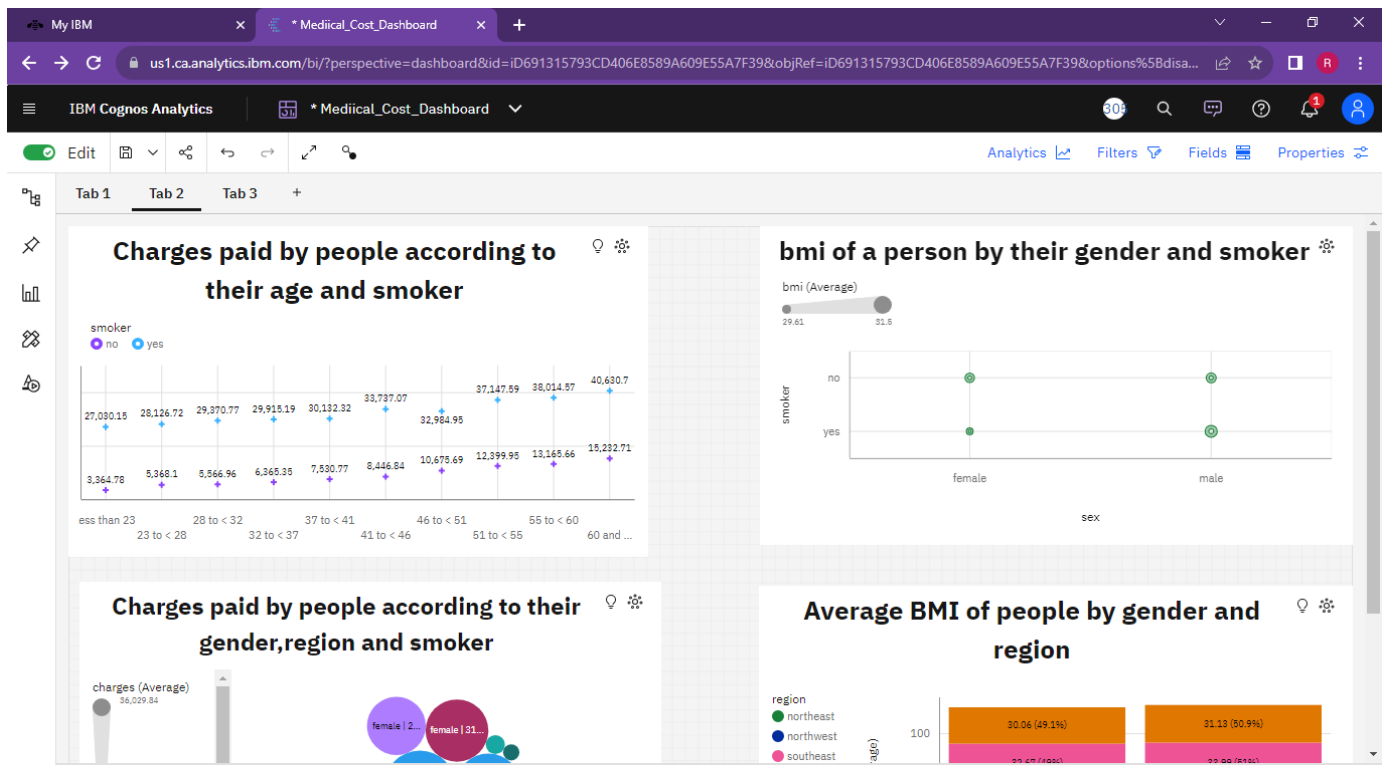 My IBM
* Mediical_Cost_Dashboard
us1.ca.analytics.ibm.com/bi/?perspective=dashboard&id=iD691315793CD406E8589A609E55A7F39&objRef=iD691315793CD406E8589A609E55A7F39&options%5Bdisa...
R
IBM Cognos Analytics
* Mediical_Cost_Dashboard
305
1
Edit
Analytics
Filters
Fields
Properties
Tab 1
Tab 2
Tab 3
Charges paid by people according to
their age and smoker
smoker
no
yes
27,030.15
28,126.72
29,370.77
29,915.19
30,132.32
33,737.07
32,984.95
37,147.59
38,014.57
40,630.7
3,364.78
5,368.1
5,566.96
6,365.35
7,530.77
8,446.84
10,675.69
12,399.95
13,165.66
15,232.71
ess than 23
23 to < 28
28 to < 32
32 to < 37
37 to < 41
41 to < 46
46 to < 51
51 to < 55
55 to < 60
60 and ...
bmi of a person by their gender and smoker
bmi (Average)
29.61
31.5
smoker
no
yes
female
male
sex
Charges paid by people according to their
gender,region and smoker
charges (Average)
36,029.84
female | 2...
female | 31...
Average BMI of people by gender and
region
region
northeast
northwest
southeast
100
30.06 (49.1%)
31.13 (50.9%)
32.67 (49%)
33.99 (51%)